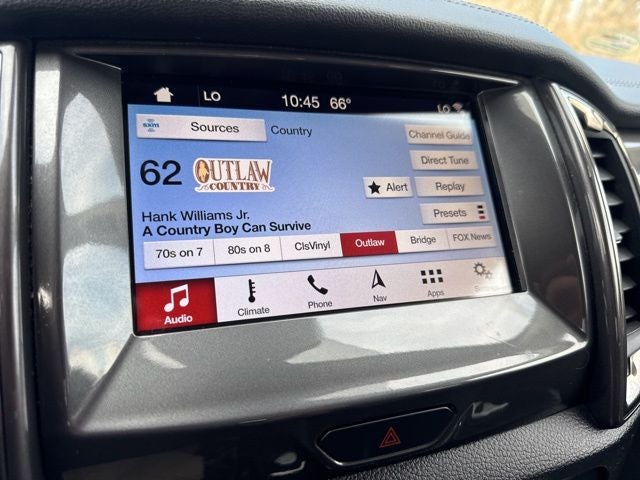 LO 10:45 66° LO
sxm Sources Country Channel Guide
Direct Tune
62 OUTLAW COUNTRY
Alert Replay
Presets
Hank Williams Jr.
A Country Boy Can Survive
70s on 7 80s on 8 ClsVinyl Outlaw Bridge FOX News
Audio Climate Phone Nav Apps